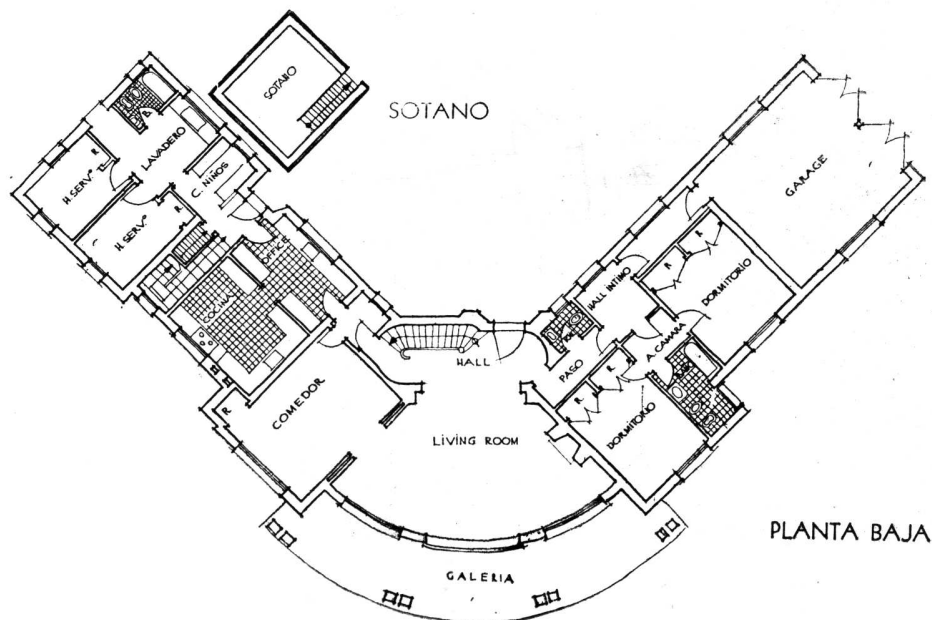 SOTANO
SOTANO
LAVADERO
H. SERV.º
R
C. NIÑOS
R
H. SERV.º
OFFICE
COCINA
GARAGE
R
R
DORMITORIO
HALL INTIMO
A. CAMARA
PASO
R
R
DORMITORIO
HALL
COMEDOR
R
LIVING ROOM
GALERIA
PLANTA BAJA